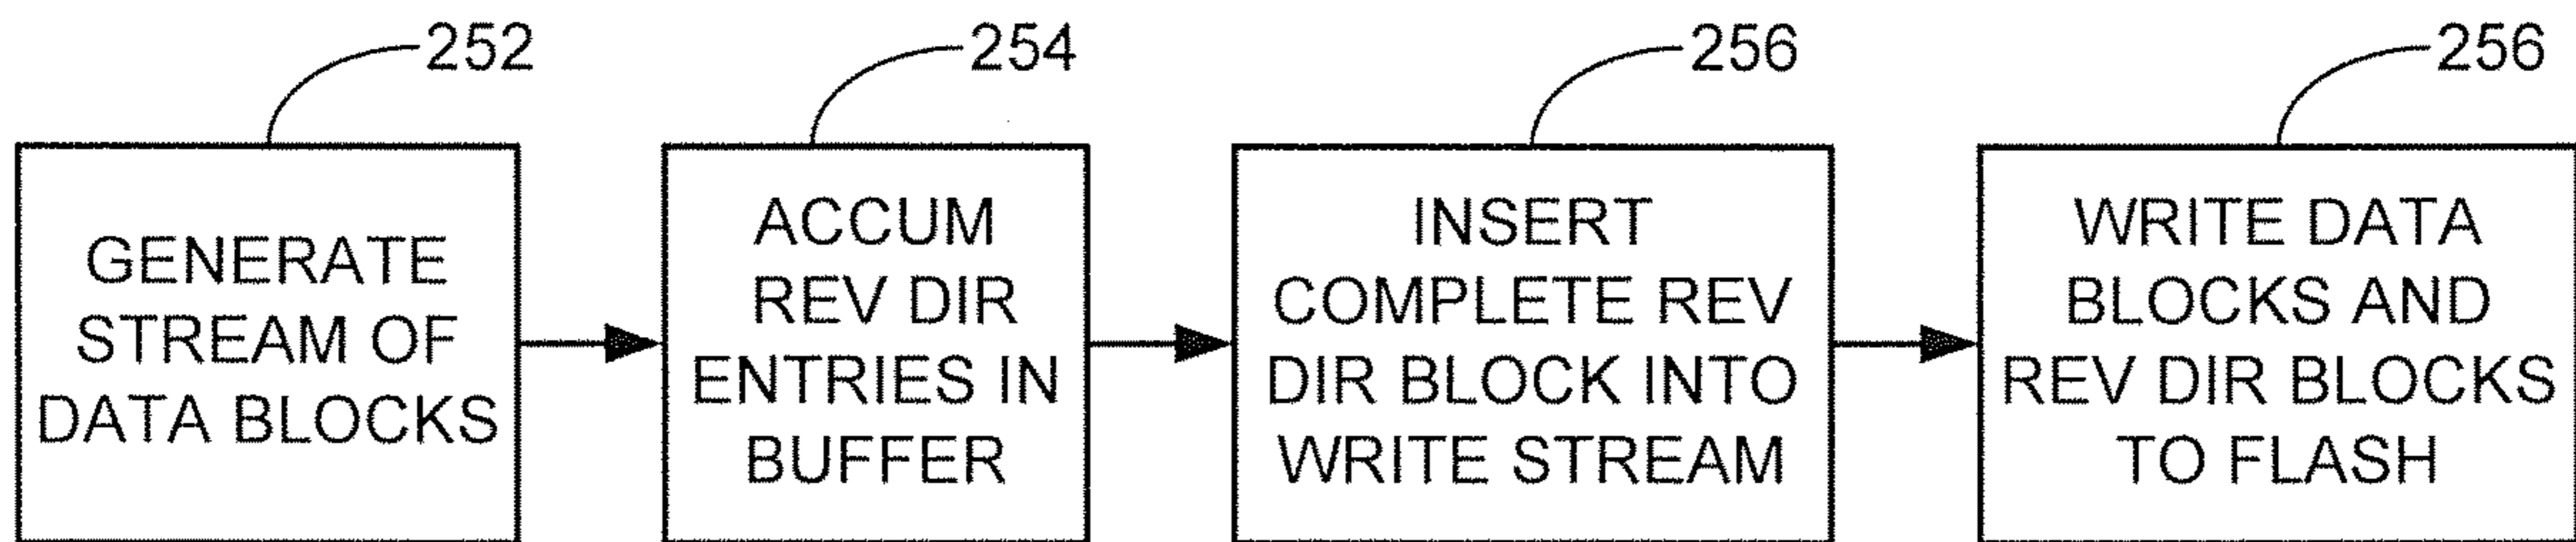 252
254
256
256
GENERATE
STREAM OF
DATA BLOCKS
ACCUM
REV DIR
ENTRIES IN
BUFFER
INSERT
COMPLETE REV
DIR BLOCK INTO
WRITE STREAM
WRITE DATA
BLOCKS AND
REV DIR BLOCKS
TO FLASH